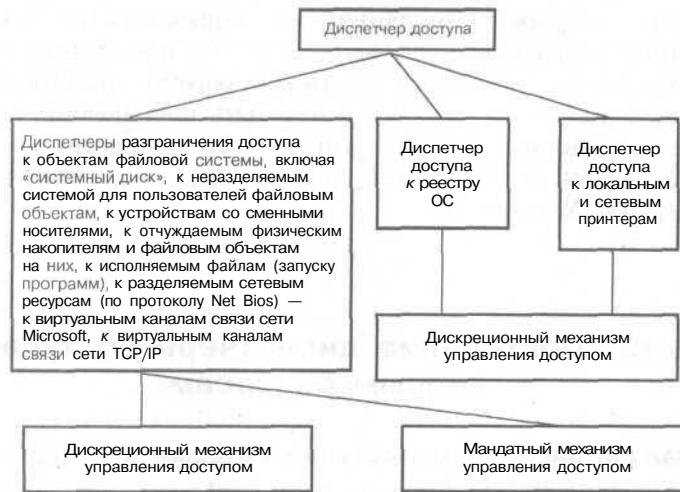 Диспетчер доступа
Диспетчеры разграничения доступа
к объектам файловой системы, включая
«системный диск», к неразделяемым
системой для пользователей файловым
объектам, к устройствам со сменными
носителями, к отчуждаемым физическим
накопителям и файловым объектам
на них, к исполняемым файлам (запуску
программ), к разделяемым сетевым
ресурсам (по протоколу Net Bios) —
к виртуальным каналам связи сети
Microsoft, к виртуальным каналам
связи сети TCP/IP
Диспетчер
доступа
к реестру
ОС
Диспетчер
доступа
к локальным
и сетевым
принтерам
Дискреционный механизм
управления доступом
Дискреционный механизм
управления доступом
Мандатный механизм
управления доступом